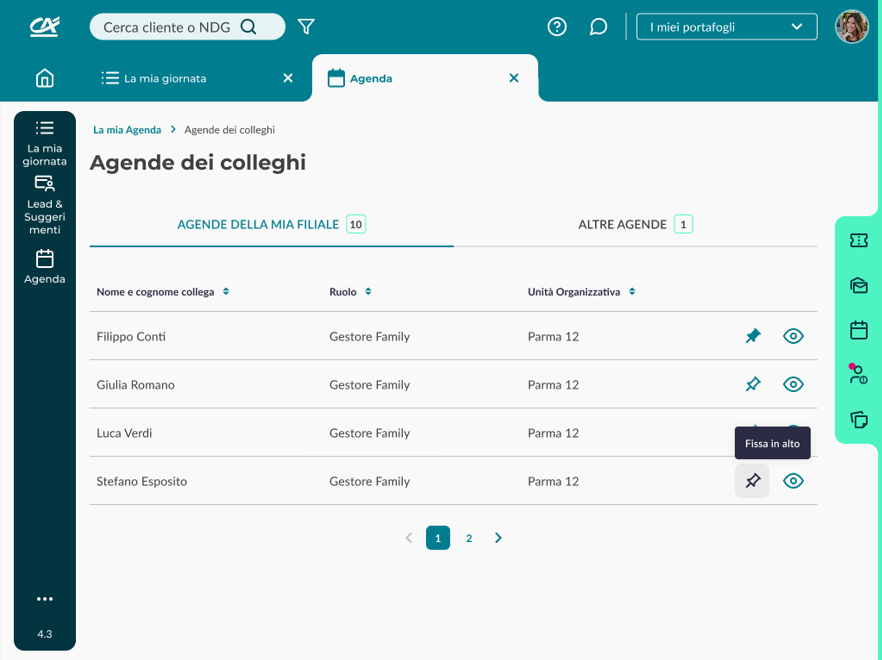 CA
Cerca cliente o NDG
I miei portafogli
La mia giornata
Agenda
La mia
giornata
Lead &
Suggeri
menti
Agenda
4.3
La mia Agenda
Agende dei colleghi
Agende dei colleghi
AGENDE DELLA MIA FILIALE 10
ALTRE AGENDE 1
Nome e cognome collega
Ruolo
Unità Organizzativa
Filippo Conti
Gestore Family
Parma 12
Giulia Romano
Gestore Family
Parma 12
Luca Verdi
Gestore Family
Parma 12
Fissa in alto
Stefano Esposito
Gestore Family
Parma 12
1
2